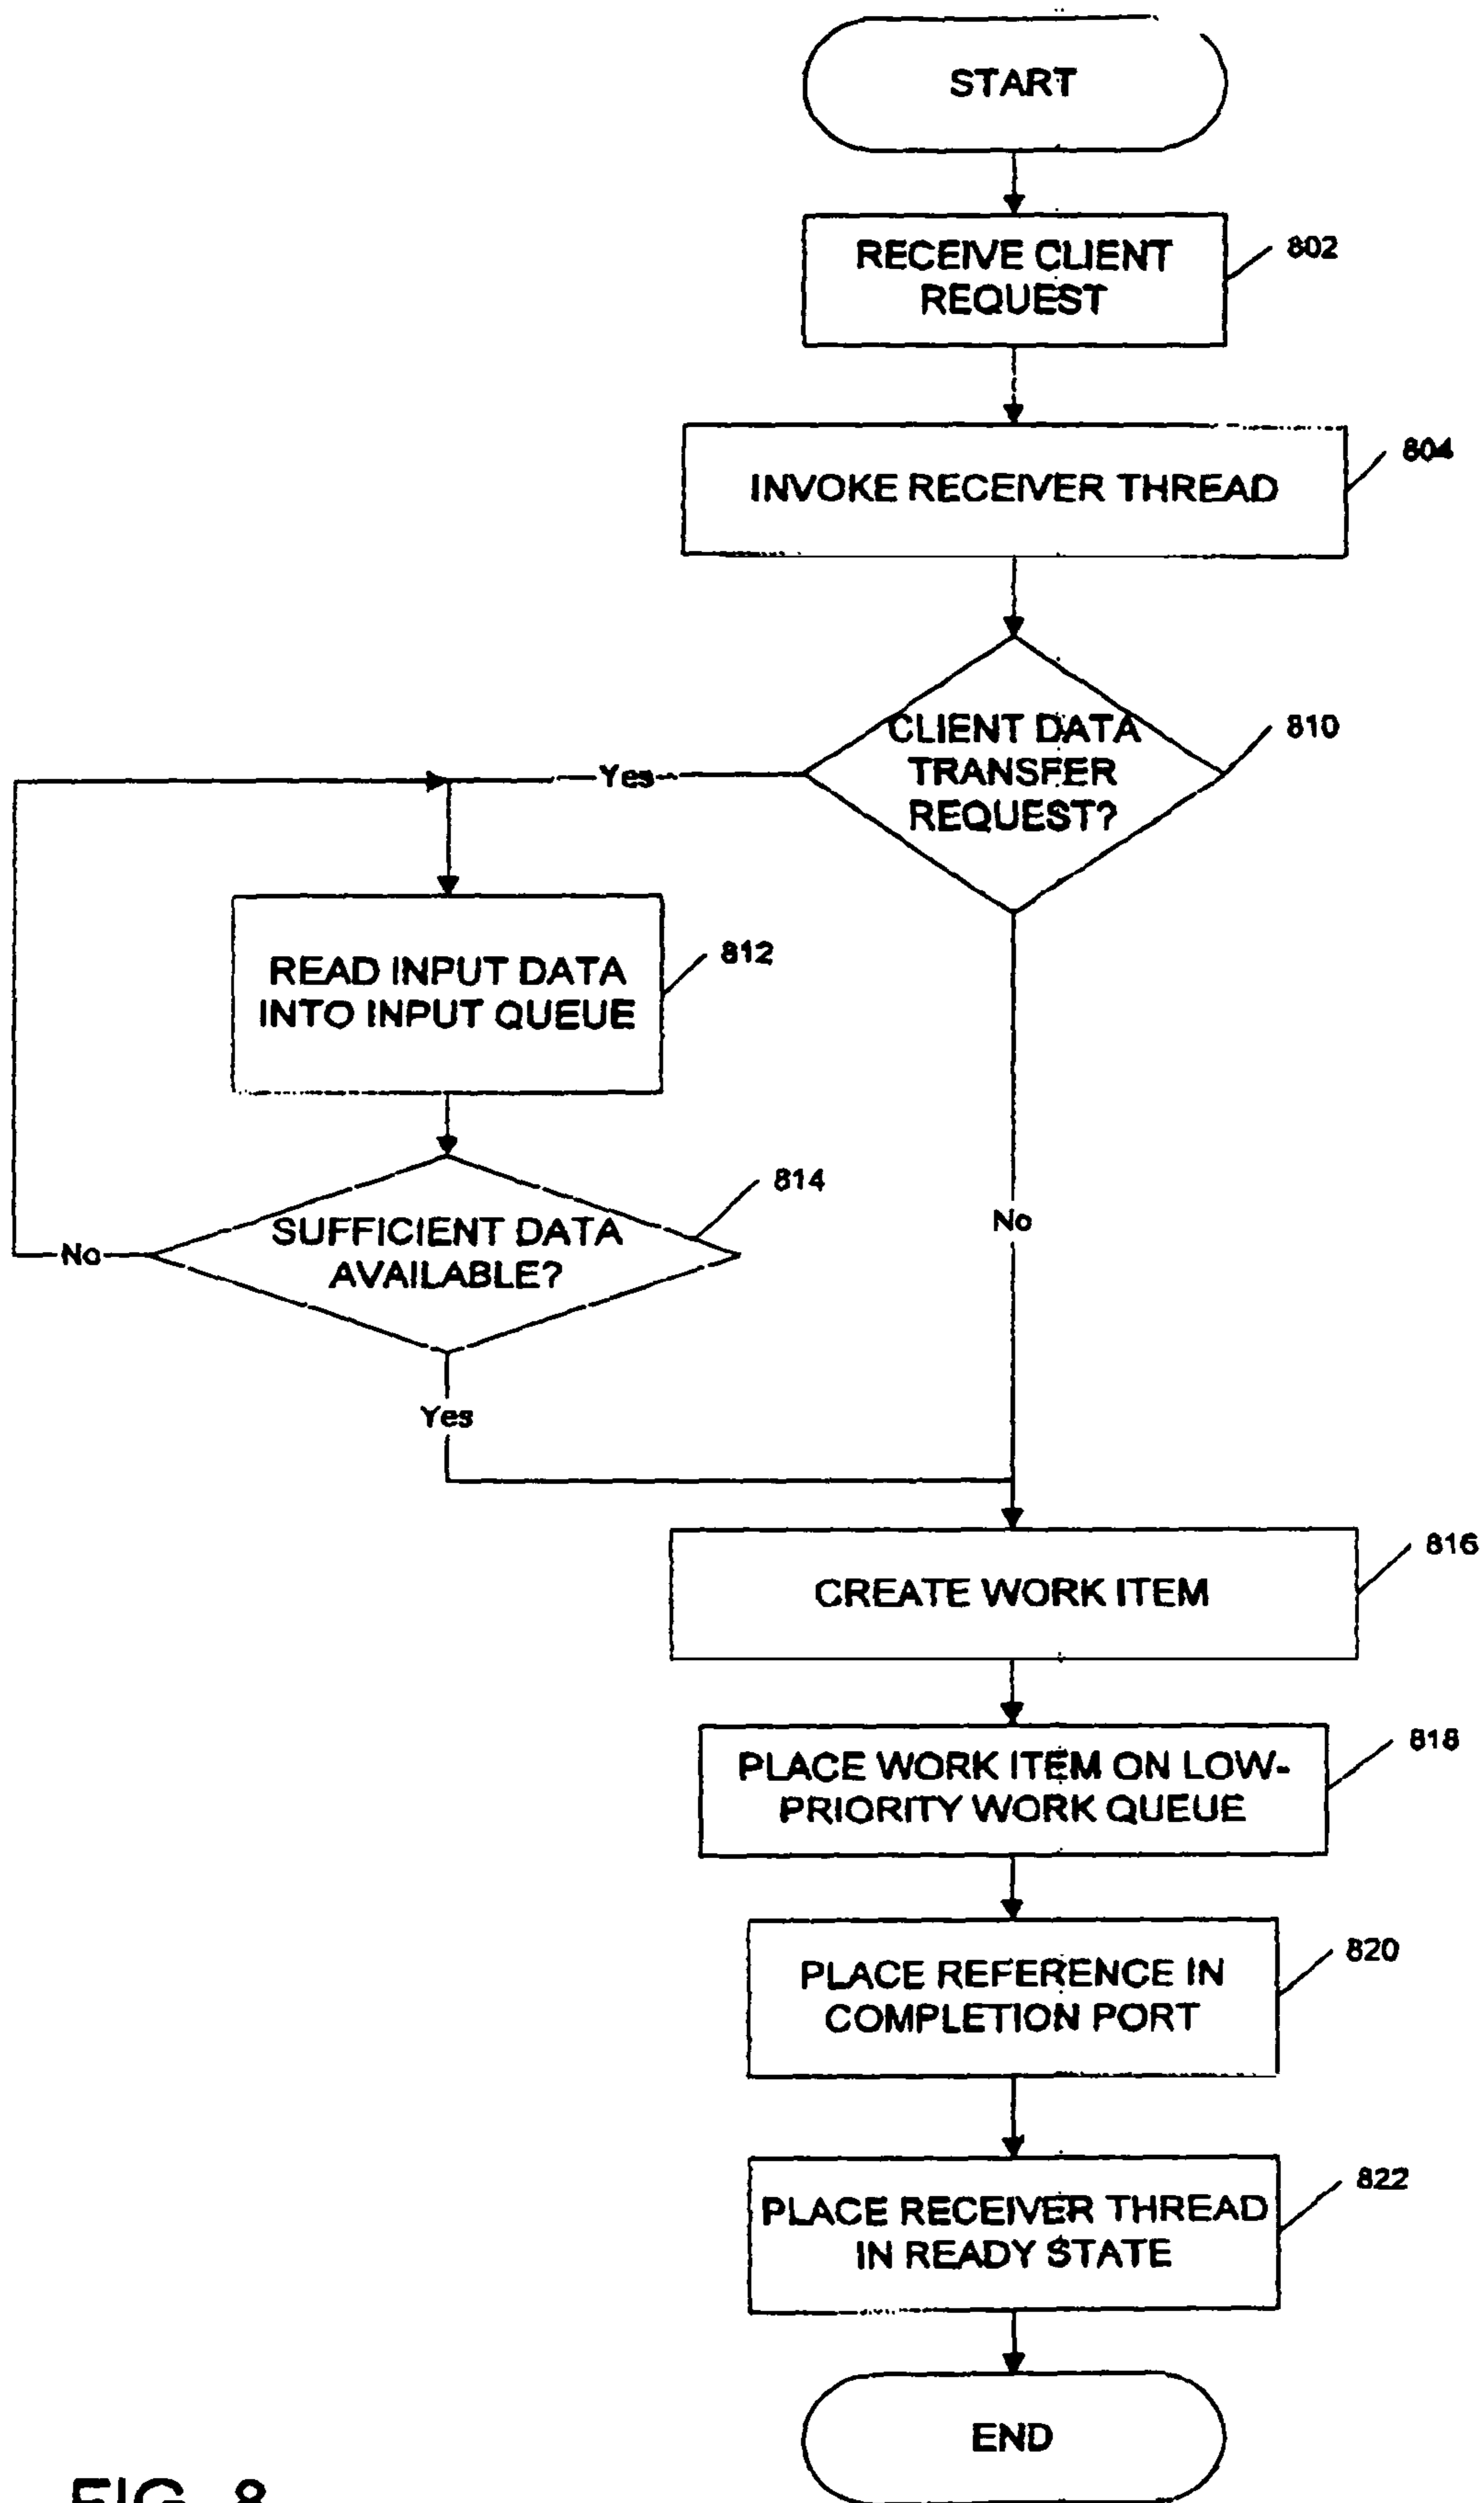 START
RECEIVE CLIENT
REQUEST
802
INVOKE RECEIVER THREAD
804
CLIENT DATA
TRANSFER
REQUEST?
810
Yes
READ INPUT DATA
INTO INPUT QUEUE
812
SUFFICIENT DATA
AVAILABLE?
814
No
No
Yes
CREATE WORK ITEM
816
PLACE WORK ITEM ON LOW-
PRIORITY WORK QUEUE
818
PLACE REFERENCE IN
COMPLETION PORT
820
PLACE RECEIVER THREAD
IN READY STATE
822
END
FIG. 8